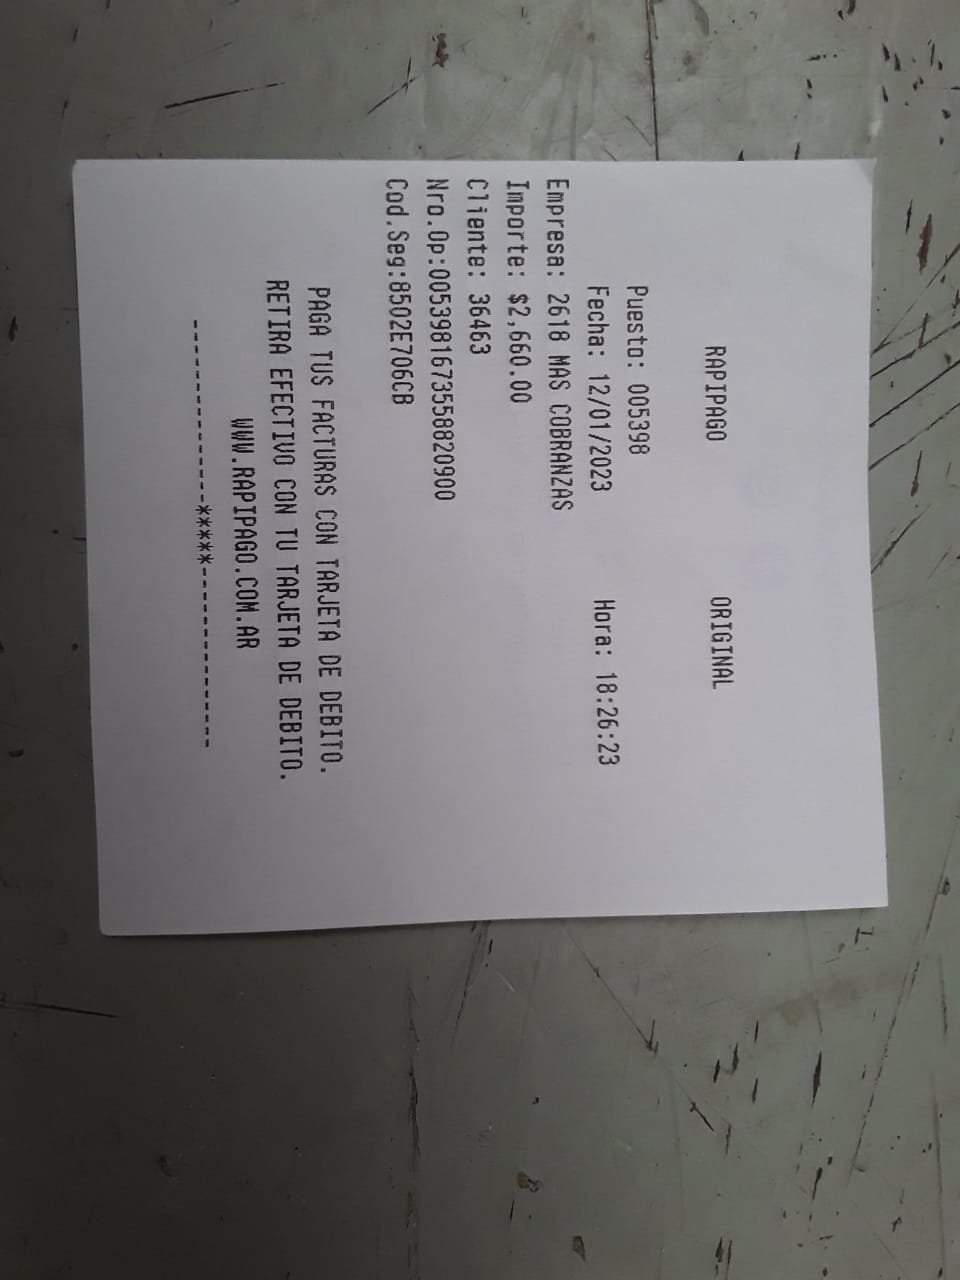 RAPIPAGO ORIGINAL
Puesto: 005398
Fecha: 12/01/2023 Hora: 18:26:23
Empresa: 2618 MAS COBRANZAS
Importe: $2,660.00
Cliente: 36463
Nro.Op:0053981673558820900
Cod.Seg:8502E706CB
PAGA TUS FACTURAS CON TARJETA DE DEBITO.
RETIRA EFECTIVO CON TU TARJETA DE DEBITO.
WWW.RAPIPAGO.COM.AR
---------------*****---------------